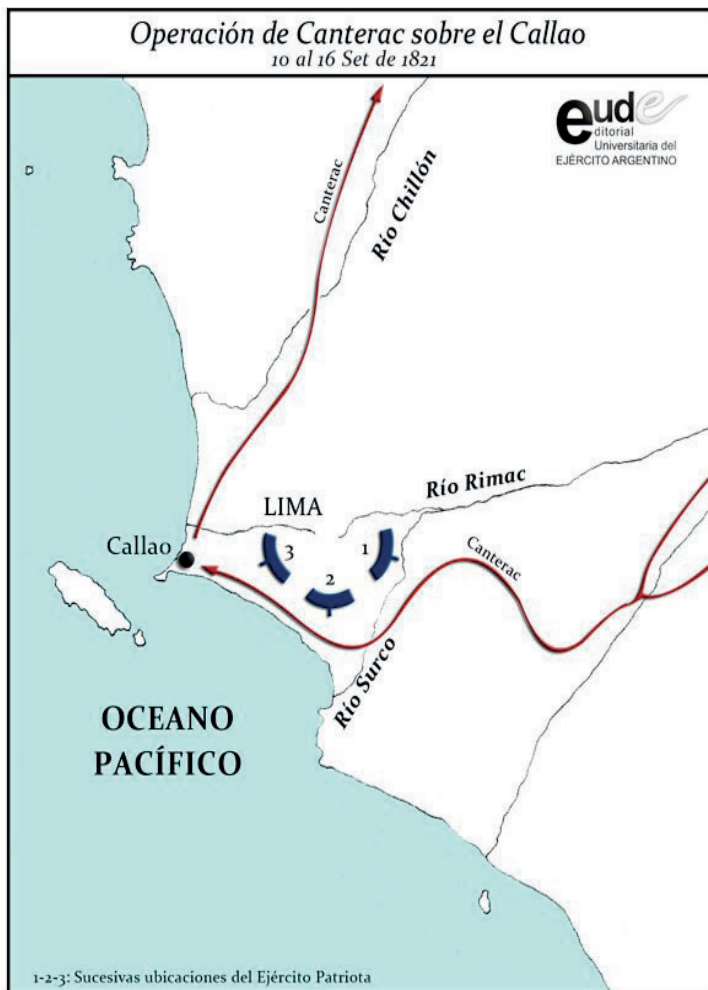 Operación de Canterac sobre el Callao
10 al 16 Set de 1821
eude
ditorial
Universitaria del
EJÉRCITO ARGENTINO
Canterac
Río Chillón
Río Rimac
LIMA
Callao
3
1
2
Canterac
Río Surco
OCEANO
PACÍFICO
1-2-3: Sucesivas ubicaciones del Ejército Patriota